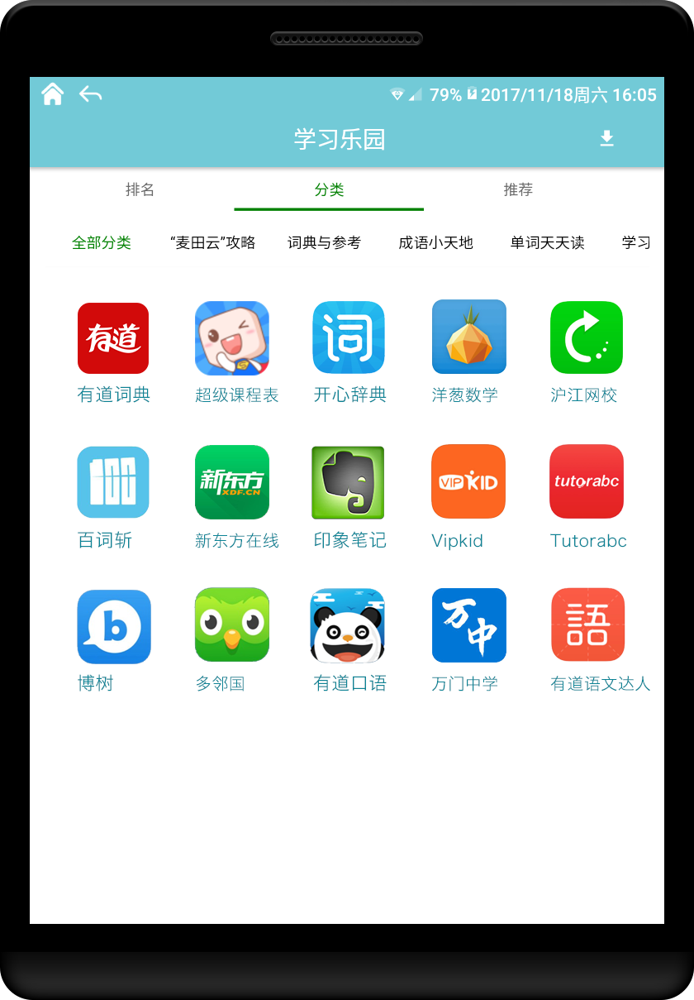 79% 2017/11/18周六 16:05
学习乐园
排名 分类 推荐
全部分类 “麦田云”攻略 词典与参考 成语小天地 单词天天读 学习
有道 词
有道词典 超级课程表 开心辞典 洋葱数学 沪江网校
100 新东方 XDF.CN VIPKID tutorabc
百词斩 新东方在线 印象笔记 Vipkid Tutorabc
b 万中 語
博树 多邻国 有道口语 万门中学 有道语文达人